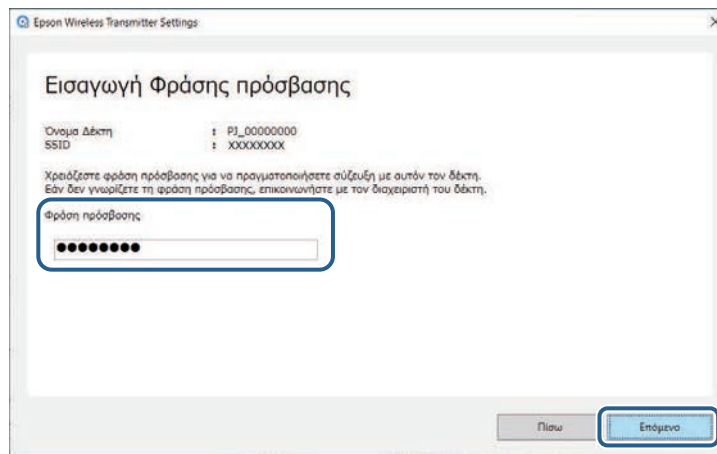 Epson Wireless Transmitter Settings
Εισαγωγή Φράσης πρόσβασης
Όνομα Δέκτη : PJ_00000000
SSID : XXXXXXXX
Χρειάζεστε φράση πρόσβασης για να πραγματοποιήσετε σύζευξη με αυτόν τον δέκτη.
Εάν δεν γνωρίζετε τη φράση πρόσβασης, επικοινωνήστε με τον διαχειριστή του δέκτη.
Φράση πρόσβασης
●●●●●●●●
Πίσω Επόμενο